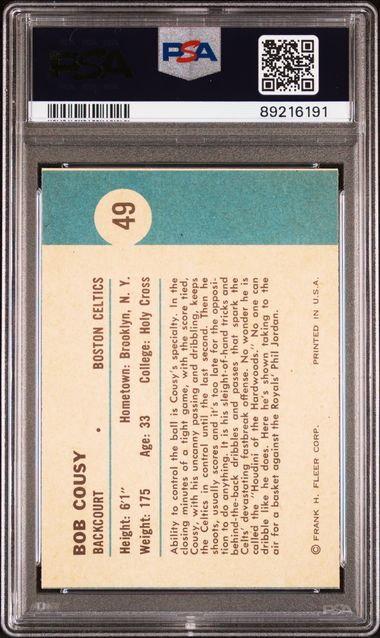 PSA
PSA
89216191
49
BOB COUSY
BACKCOURT • BOSTON CELTICS
Height: 6'1" Hometown: Brooklyn, N. Y.
Weight: 175 Age: 33 College: Holy Cross
Ability to control the ball is Cousy's specialty. In the
closing minutes of a tight game, with the score tied,
Cousy, with his uncanny passing and dribbling, keeps
the Celtics in control until the last second. Then he
shoots, usually scores and it's too late for the opposi-
tion to do anything. It is his sleight-of-hand tricks and
behind-the-back dribbles and passes that spark the
Celts' devastating fastbreak offense. No wonder he is
called the "Houdini of the Hardwoods." No one can
dribble like he does. Here he's shown taking to the
air for a basket against the Royals' Phil Jordan.
© FRANK H. FLEER CORP. PRINTED IN U.S.A.